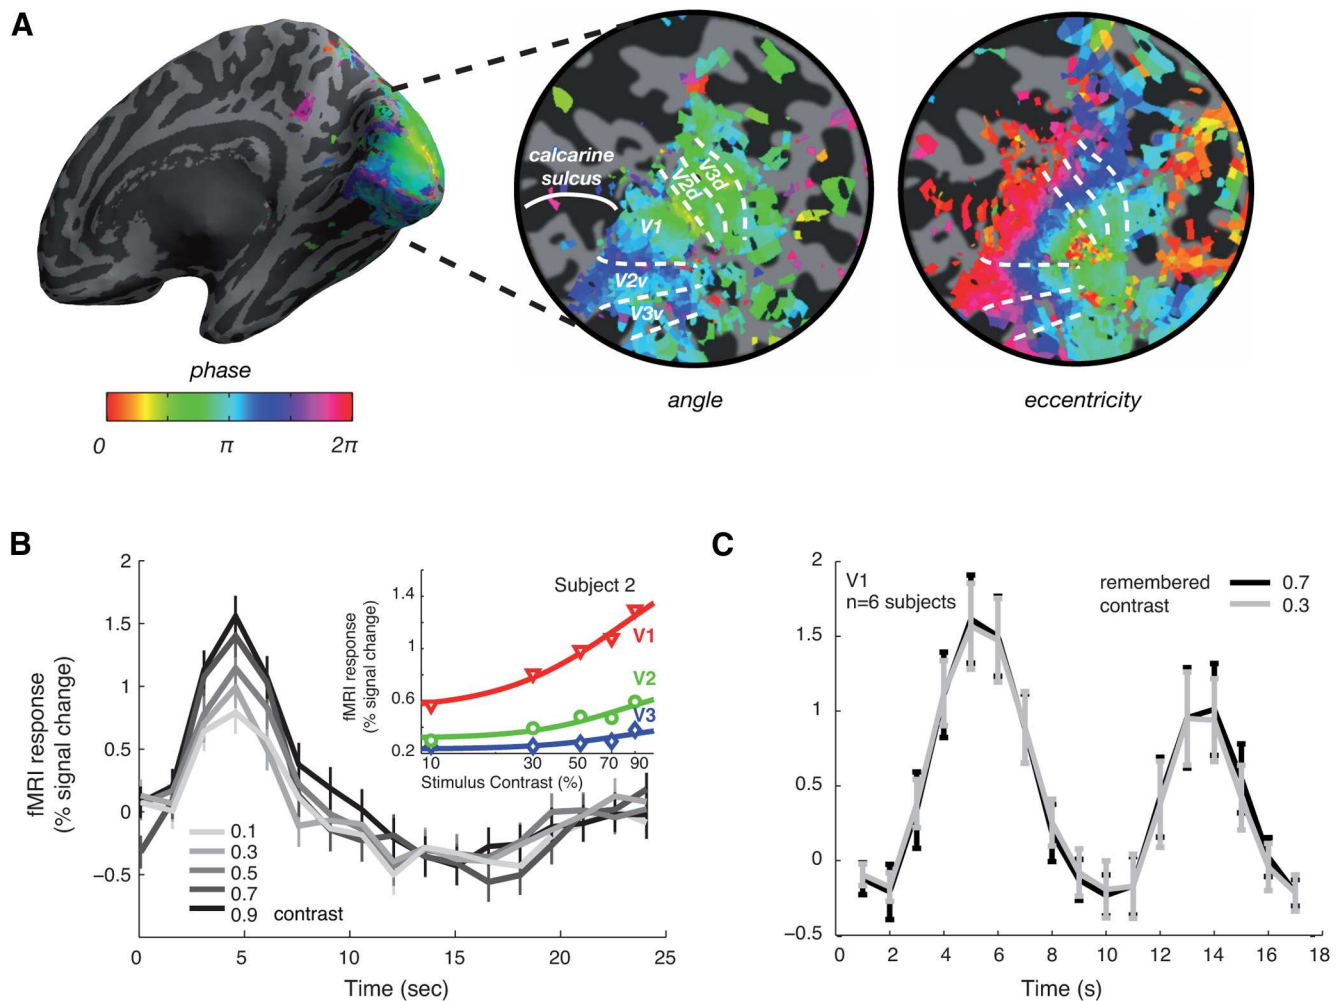 A
calcarine
sulcus
V3d
V2d
V1
V2v
V3v
phase
0
π
2π
angle
eccentricity
B
fMRI response
(% signal change)
2
1.5
1
0.5
0
−0.5
0
5
10
15
20
25
Time (sec)
0.1
0.3
0.5
0.7
0.9 contrast
Subject 2
fMRI response
(% signal change)
1.4
1
0.6
0.2
V1
V2
V3
10
30
50
70
90
Stimulus Contrast (%)
C
V1
n=6 subjects
remembered
contrast
0.7
0.3
2
1.5
1
0.5
0
−0.5
0
2
4
6
8
10
12
14
16
18
Time (s)